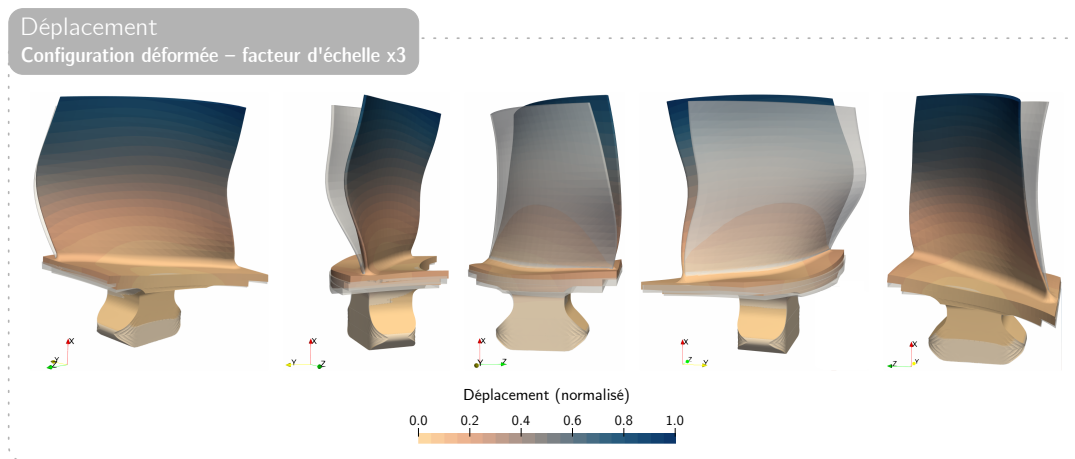 Déplacement
Configuration déformée – facteur d'échelle x3
X
Y
Z
X
Y
Z
X
Y
Z
X
Z
Y
X
Z
Y
Déplacement (normalisé)
0.0 0.2 0.4 0.6 0.8 1.0